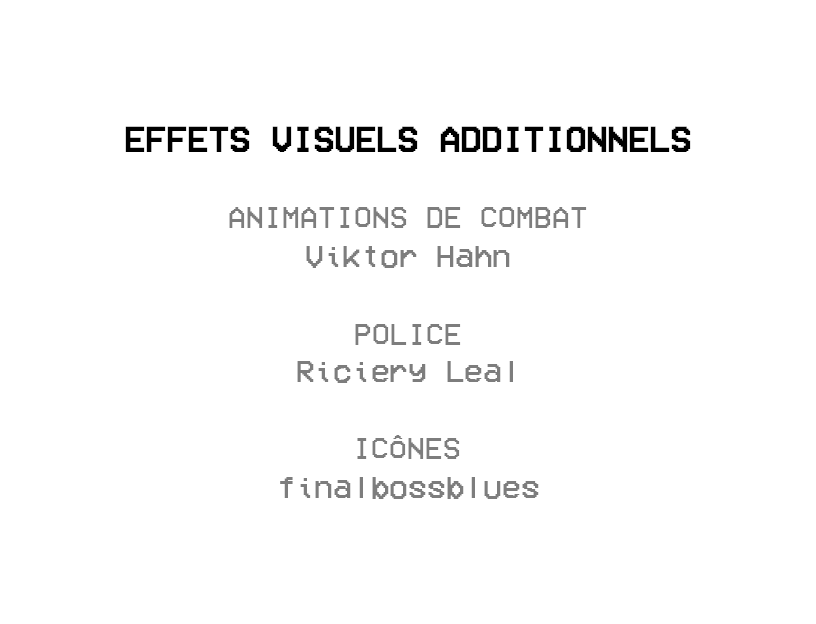 EFFETS VISUELS ADDITIONNELS
ANIMATIONS DE COMBAT
Viktor Hahn
POLICE
Riciery Leal
ICôNES
finalbossblues